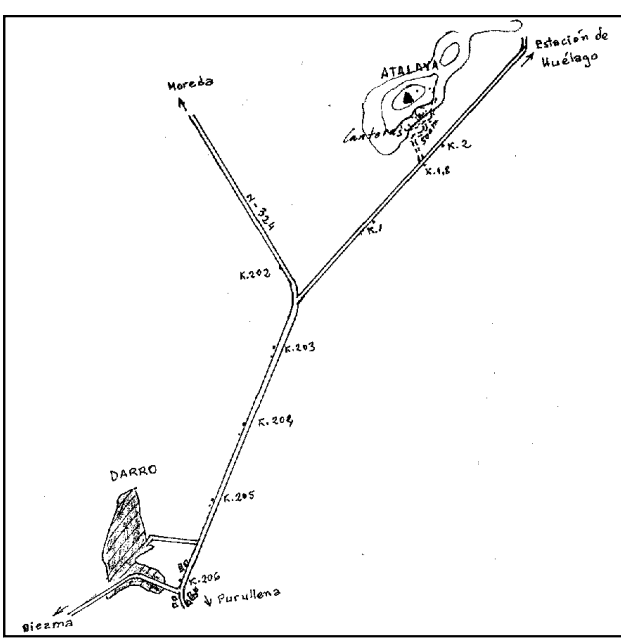 Estación de
Huélago
ATALAYA
Moreda
Canteras
500m
K.2
K.1,8
N-324
K.1
K.202
K.203
K.204
K.205
DARRO
K.206
Purullena
Diezma